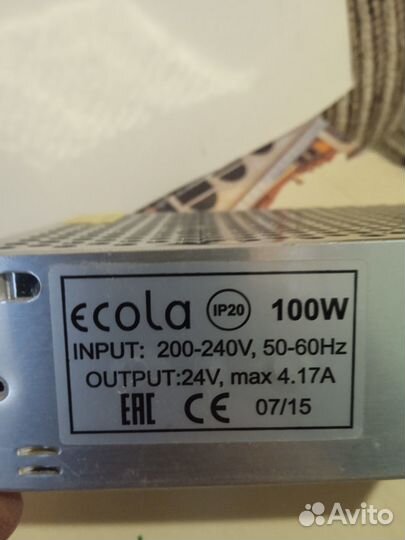 ecola IP20 100W
INPUT: 200-240V, 50-60Hz
OUTPUT:24V, max 4.17A
EAC CE 07/15
Avito